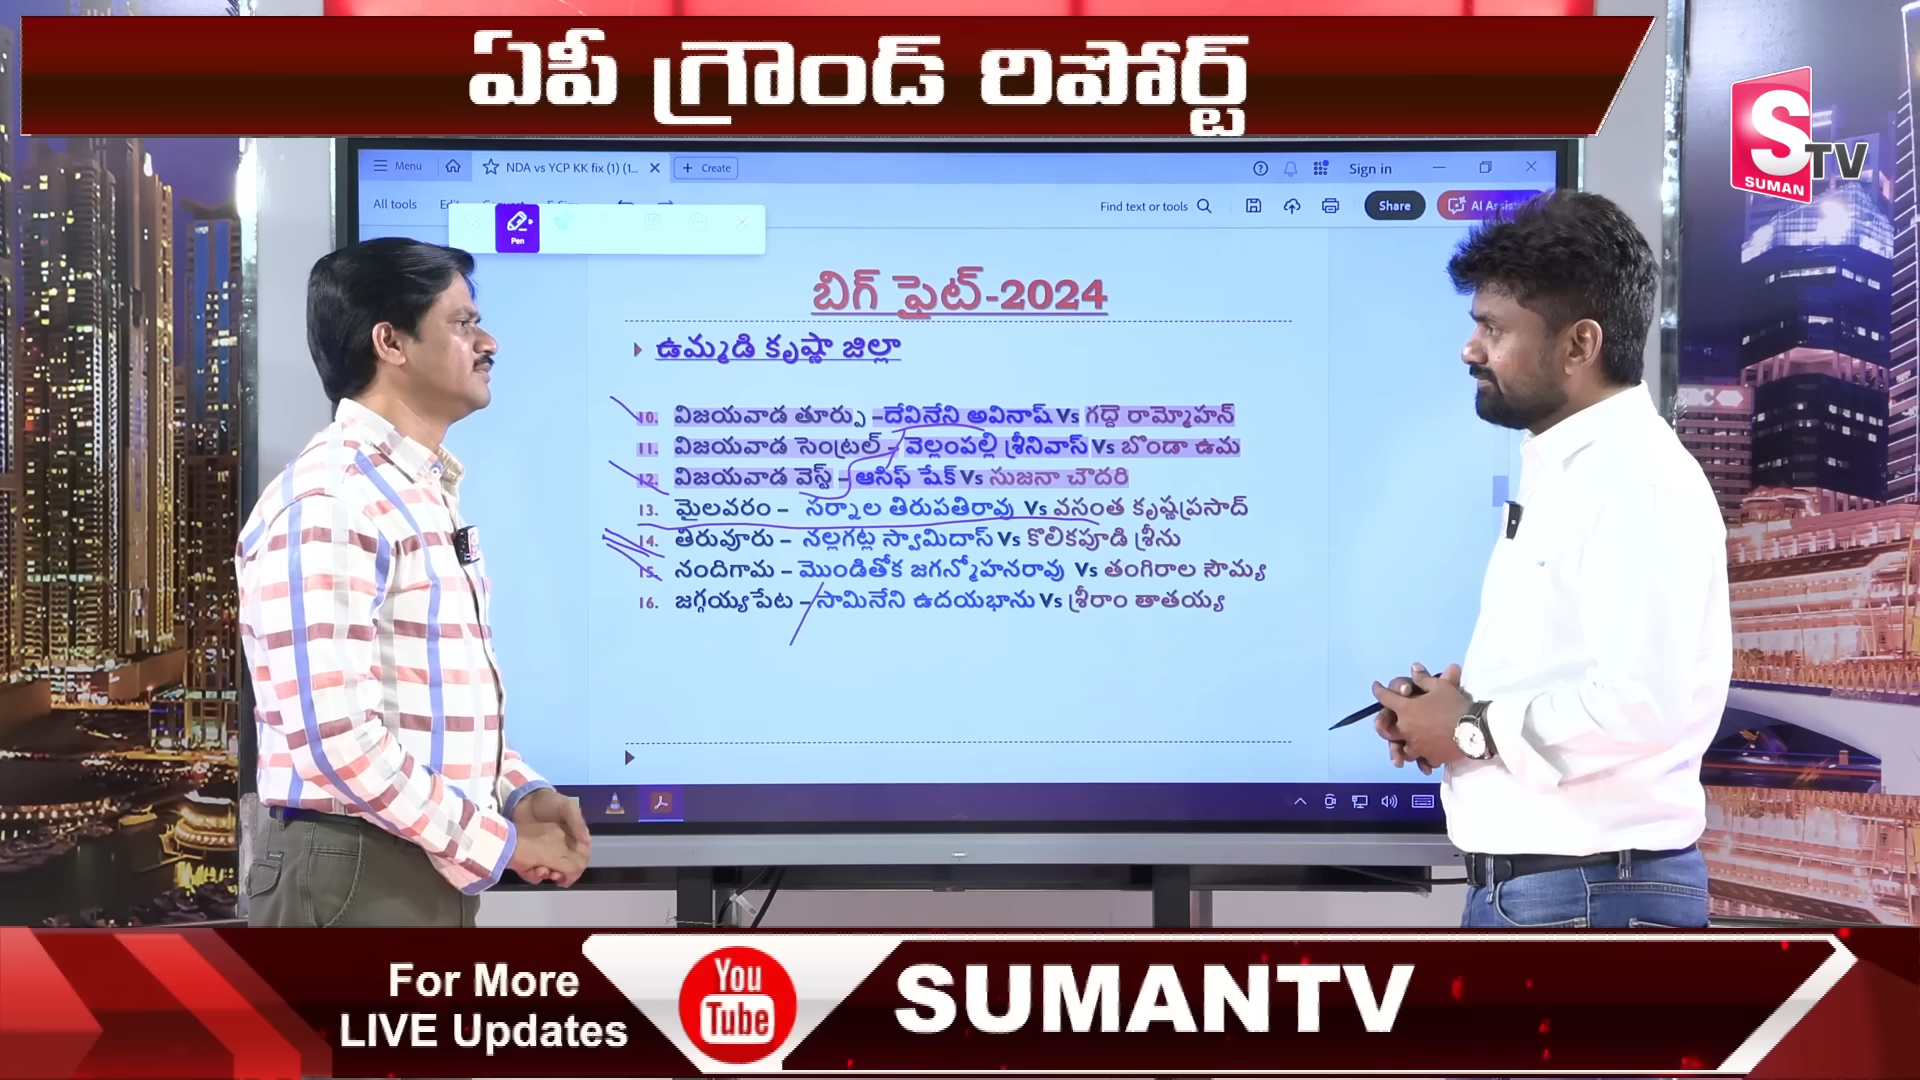 ఏపీ గ్రౌండ్ రిపోర్ట్
S TV
SUMAN
Menu
NDA vs YCP KK fix (1) (1...
Create
Sign in
All tools
Find text or tools
Share
AI Assist
Pen
బిగ్ ఫైట్-2024
ఉమ్మడి కృష్ణా జిల్లా
10. విజయవాడ తూర్పు –దేవినేని అవినాష్ Vs గద్దె రామ్మోహన్
11. విజయవాడ సెంట్రల్ – వెల్లంపల్లి శ్రీనివాస్ Vs బొండా ఉమ
12. విజయవాడ వెస్ట్ – ఆసిఫ్ షేక్ Vs సుజనా చౌదరి
13. మైలవరం – సర్నాల తిరుపతిరావు Vs వసంత కృష్ణప్రసాద్
14. తిరువూరు – నల్లగట్ల స్వామిదాస్ Vs కొలికపూడి శ్రీను
15. నందిగామ – మొండితోక జగన్మోహనరావు Vs తంగిరాల సౌమ్య
16. జగ్గయ్యపేట – సామినేని ఉదయభాను Vs శ్రీరాం తాతయ్య
For More
LIVE Updates
You
Tube
SUMANTV